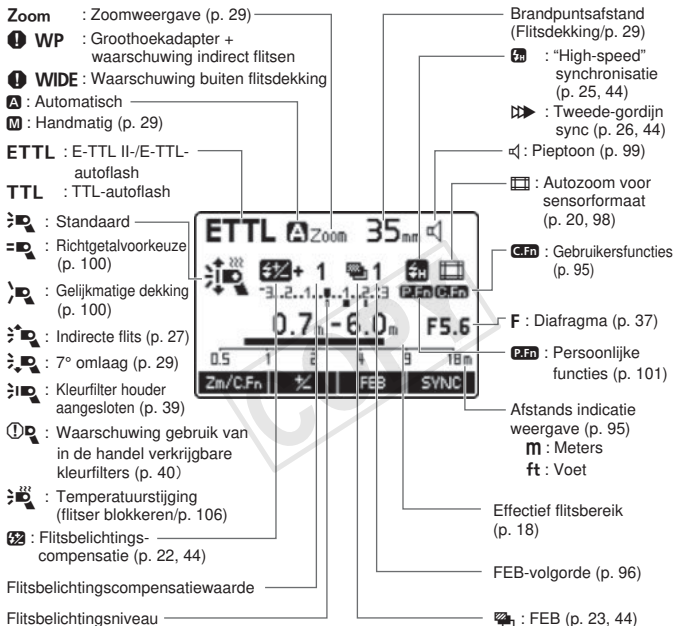 Zoom : Zoomweergave (p. 29)
WP : Groothoekadapter +
waarschuwing indirect flitsen
WIDE : Waarschuwing buiten flitsdekking
A : Automatisch
M : Handmatig (p. 29)
ETTL : E-TTL II-/E-TTL-
autoflash
TTL : TTL-autoflash
: Standaard
: Richtgetalvoorkeuze
(p. 100)
: Gelijkmatige dekking
(p. 100)
: Indirecte flits (p. 27)
: 7° omlaag (p. 29)
: Kleurfilter houder
aangesloten (p. 39)
: Waarschuwing gebruik van
in de handel verkrijgbare
kleurfilters (p. 40)
: Temperatuurstijging
(flitser blokkeren/p. 106)
: Flitsbelichtings-
compensatie (p. 22, 44)
Flitsbelichtingscompensatiewaarde
Flitsbelichtingsniveau
ETTL A Zoom 35mm
+ 1 1 H
-3..2..1..0..1..2..+3 P.Fn C.Fn
0.7m-6.0m F5.6
0.5 1 2 4 9 18m
Zm/C.Fn +/- FEB SYNC
COPY
Brandpuntsafstand
(Flitsdekking/p. 29)
H : “High-speed”
synchronisatie
(p. 25, 44)
: Tweede-gordijn
sync (p. 26, 44)
: Pieptoon (p. 99)
: Autozoom voor
sensorformaat
(p. 20, 98)
C.Fn : Gebruikersfuncties
(p. 95)
F : Diafragma (p. 37)
P.Fn : Persoonlijke
functies (p. 101)
Afstands indicatie
weergave (p. 95)
m : Meters
ft : Voet
Effectief flitsbereik
(p. 18)
FEB-volgorde (p. 96)
: FEB (p. 23, 44)